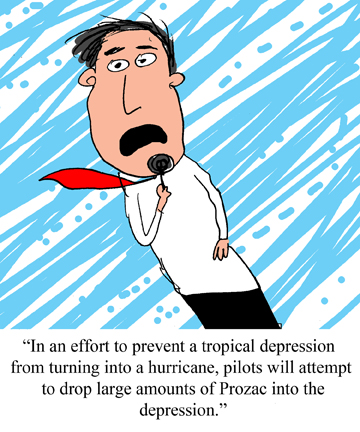 “In an effort to prevent a tropical depression
from turning into a hurricane, pilots will attempt
to drop large amounts of Prozac into the
depression.”